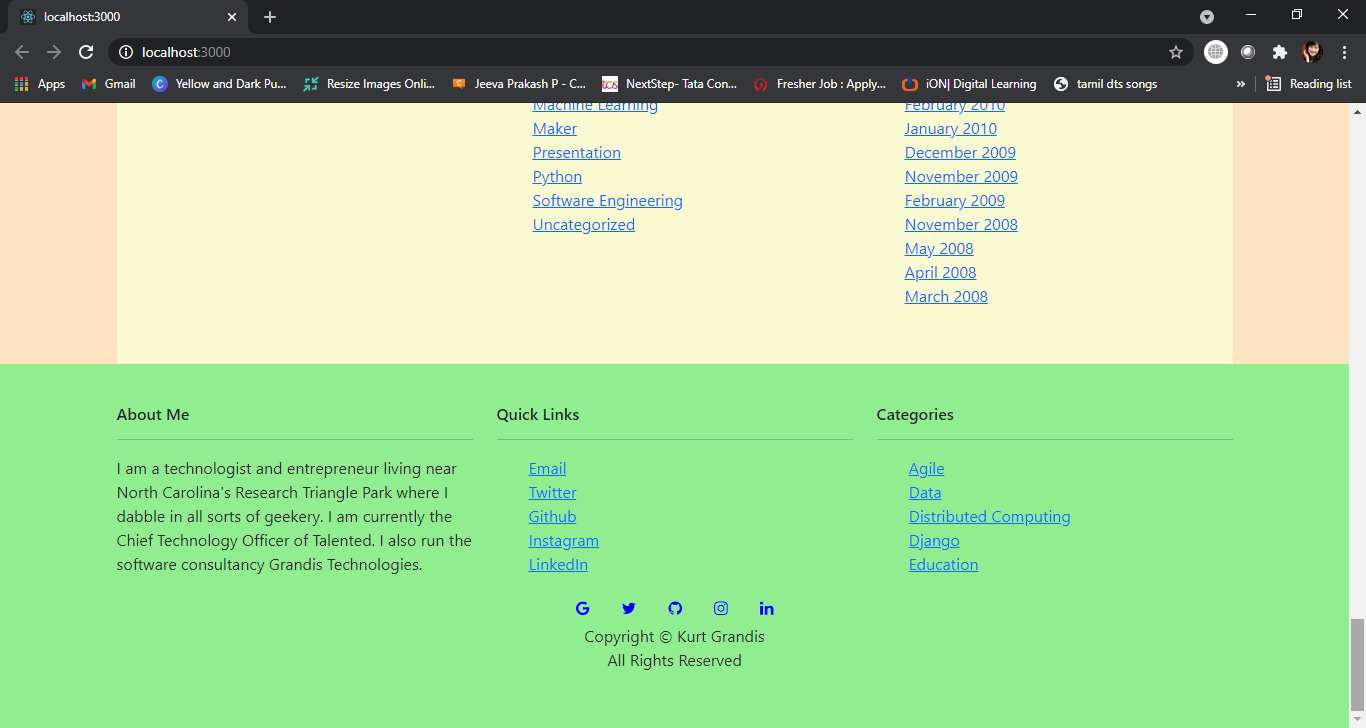 localhost:3000
localhost:3000
Apps
Gmail
Yellow and Dark Pu...
Resize Images Onli...
Jeeva Prakash P - C...
tcs
NextStep- Tata Con...
Fresher Job : Apply...
iON| Digital Learning
tamil dts songs
»
Reading list
Machine Learning
Maker
Presentation
Python
Software Engineering
Uncategorized
February 2010
January 2010
December 2009
November 2009
February 2009
November 2008
May 2008
April 2008
March 2008
About Me
I am a technologist and entrepreneur living near
North Carolina's Research Triangle Park where I
dabble in all sorts of geekery. I am currently the
Chief Technology Officer of Talented. I also run the
software consultancy Grandis Technologies.
Quick Links
Email
Twitter
Github
Instagram
LinkedIn
Categories
Agile
Data
Distributed Computing
Django
Education
Copyright © Kurt Grandis
All Rights Reserved